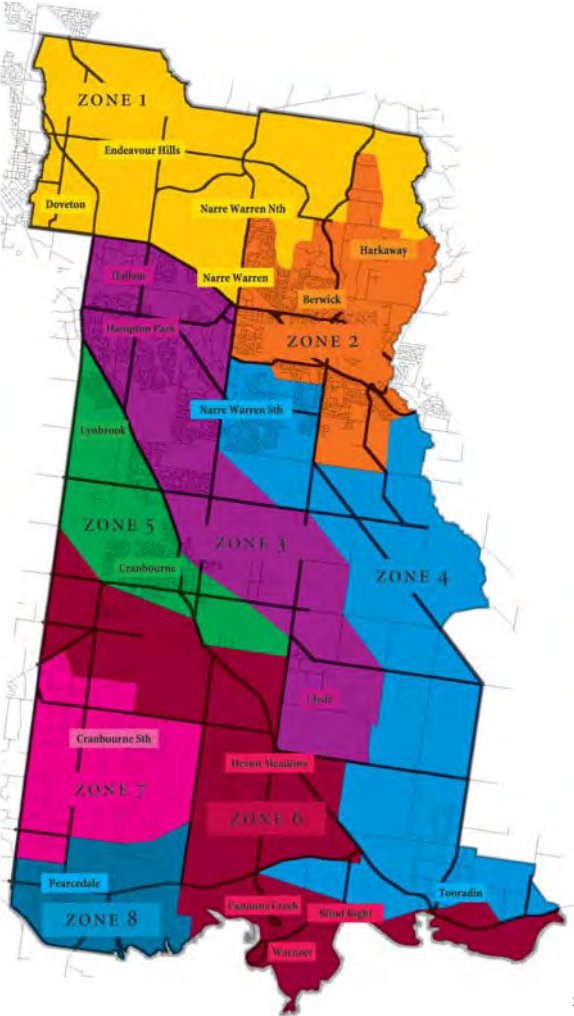 ZONE 1
Endeavour Hills
Doveton
Narre Warren Nth
Harkaway
Hallam
Narre Warren
Berwick
Hampton Park
ZONE 2
Narre Warren Sth
Lynbrook
ZONE 5
ZONE 3
Cranbourne
ZONE 4
Clyde
Cranbourne Sth
Devon Meadows
ZONE 7
ZONE 6
Pearcedale
Tooradin
Cannons Creek
Blind Bight
ZONE 8
Warneet